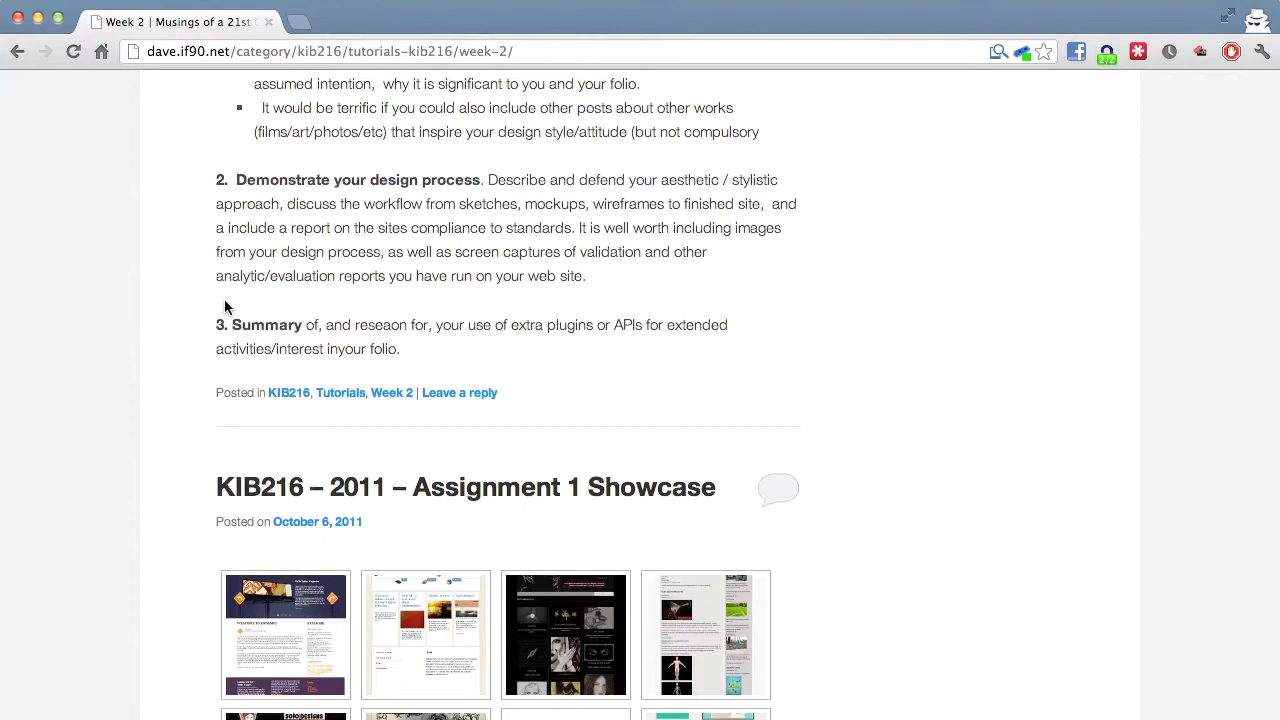 Week 2 | Musings of a 21st C
dave.if90.net/category/kib216/tutorials-kib216/week-2/
2/2
assumed intention,  why it is significant to you and your folio.
It would be terrific if you could also include other posts about other works
(films/art/photos/etc) that inspire your design style/attitude (but not compulsory
2.  Demonstrate your design process. Describe and defend your aesthetic / stylistic
approach, discuss the workflow from sketches, mockups, wireframes to finished site,  and
a include a report on the sites compliance to standards. It is well worth including images
from your design process, as well as screen captures of validation and other
analytic/evaluation reports you have run on your web site.
3. Summary of, and reseaon for, your use of extra plugins or APIs for extended
activities/interest inyour folio.
Posted in KIB216, Tutorials, Week 2 | Leave a reply
KIB216 – 2011 – Assignment 1 Showcase
Posted on October 6, 2011
SOLODESIGNS